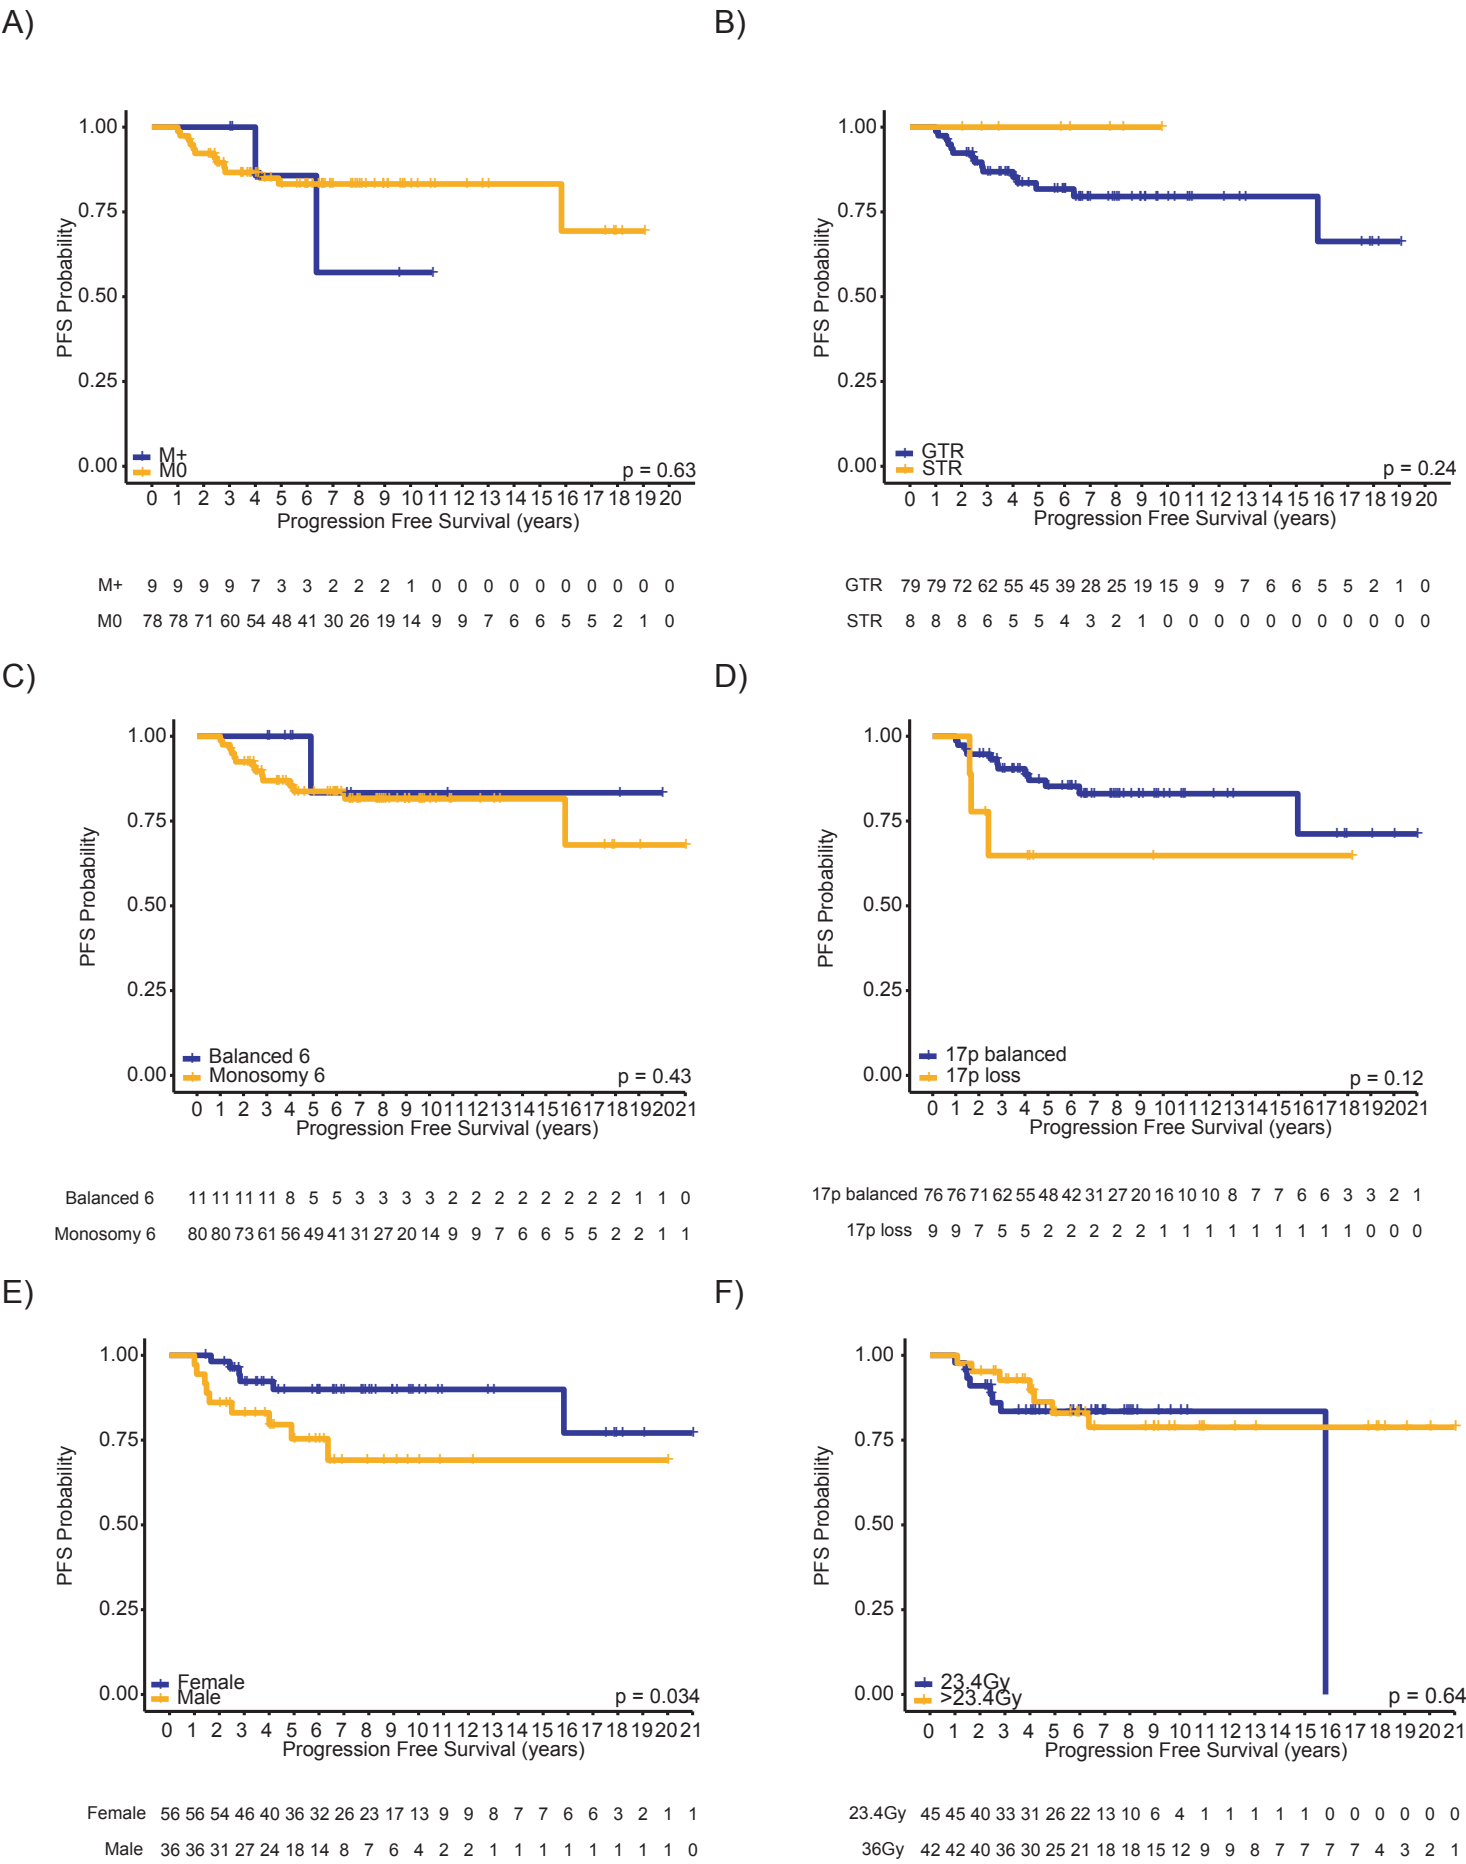 A)
1.00
0.75
0.50
0.25
0.00
PFS Probability
M+
M0
p = 0.63
0 1 2 3 4 5 6 7 8 9 10 11 12 13 14 15 16 17 18 19 20
Progression Free Survival (years)
M+ 9 9 9 9 7 3 3 2 2 2 1 0 0 0 0 0 0 0 0 0 0
M0 78 78 71 60 54 48 41 30 26 19 14 9 9 7 6 6 5 5 2 1 0
B)
1.00
0.75
0.50
0.25
0.00
PFS Probability
GTR
STR
p = 0.24
0 1 2 3 4 5 6 7 8 9 10 11 12 13 14 15 16 17 18 19 20
Progression Free Survival (years)
GTR 79 79 72 62 55 45 39 28 25 19 15 9 9 7 6 6 5 5 2 1 0
STR 8 8 8 6 5 5 4 3 2 1 0 0 0 0 0 0 0 0 0 0 0
C)
1.00
0.75
0.50
0.25
0.00
PFS Probability
Balanced 6
Monosomy 6
p = 0.43
0 1 2 3 4 5 6 7 8 9 10 11 12 13 14 15 16 17 18 19 20 21
Progression Free Survival (years)
Balanced 6 11 11 11 11 8 5 5 3 3 3 3 2 2 2 2 2 2 2 2 1 1 0
Monosomy 6 80 80 73 61 56 49 41 31 27 20 14 9 9 7 6 6 5 5 2 2 1 1
D)
1.00
0.75
0.50
0.25
0.00
PFS Probability
17p balanced
17p loss
p = 0.12
0 1 2 3 4 5 6 7 8 9 10 11 12 13 14 15 16 17 18 19 20 21
Progression Free Survival (years)
17p balanced 76 76 71 62 55 48 42 31 27 20 16 10 10 8 7 7 6 6 3 3 2 1
17p loss 9 9 7 5 5 2 2 2 2 2 1 1 1 1 1 1 1 1 1 0 0 0
E)
1.00
0.75
0.50
0.25
0.00
PFS Probability
Female
Male
p = 0.034
0 1 2 3 4 5 6 7 8 9 10 11 12 13 14 15 16 17 18 19 20 21
Progression Free Survival (years)
Female 56 56 54 46 40 36 32 26 23 17 13 9 9 8 7 7 6 6 3 2 1 1
Male 36 36 31 27 24 18 14 8 7 6 4 2 2 1 1 1 1 1 1 1 1 0
F)
1.00
0.75
0.50
0.25
0.00
PFS Probability
23.4Gy
>23.4Gy
p = 0.64
0 1 2 3 4 5 6 7 8 9 10 11 12 13 14 15 16 17 18 19 20 21
Progression Free Survival (years)
23.4Gy 45 45 40 33 31 26 22 13 10 6 4 1 1 1 1 1 0 0 0 0 0 0
36Gy 42 42 40 36 30 25 21 18 18 15 12 9 9 8 7 7 7 7 4 3 2 1